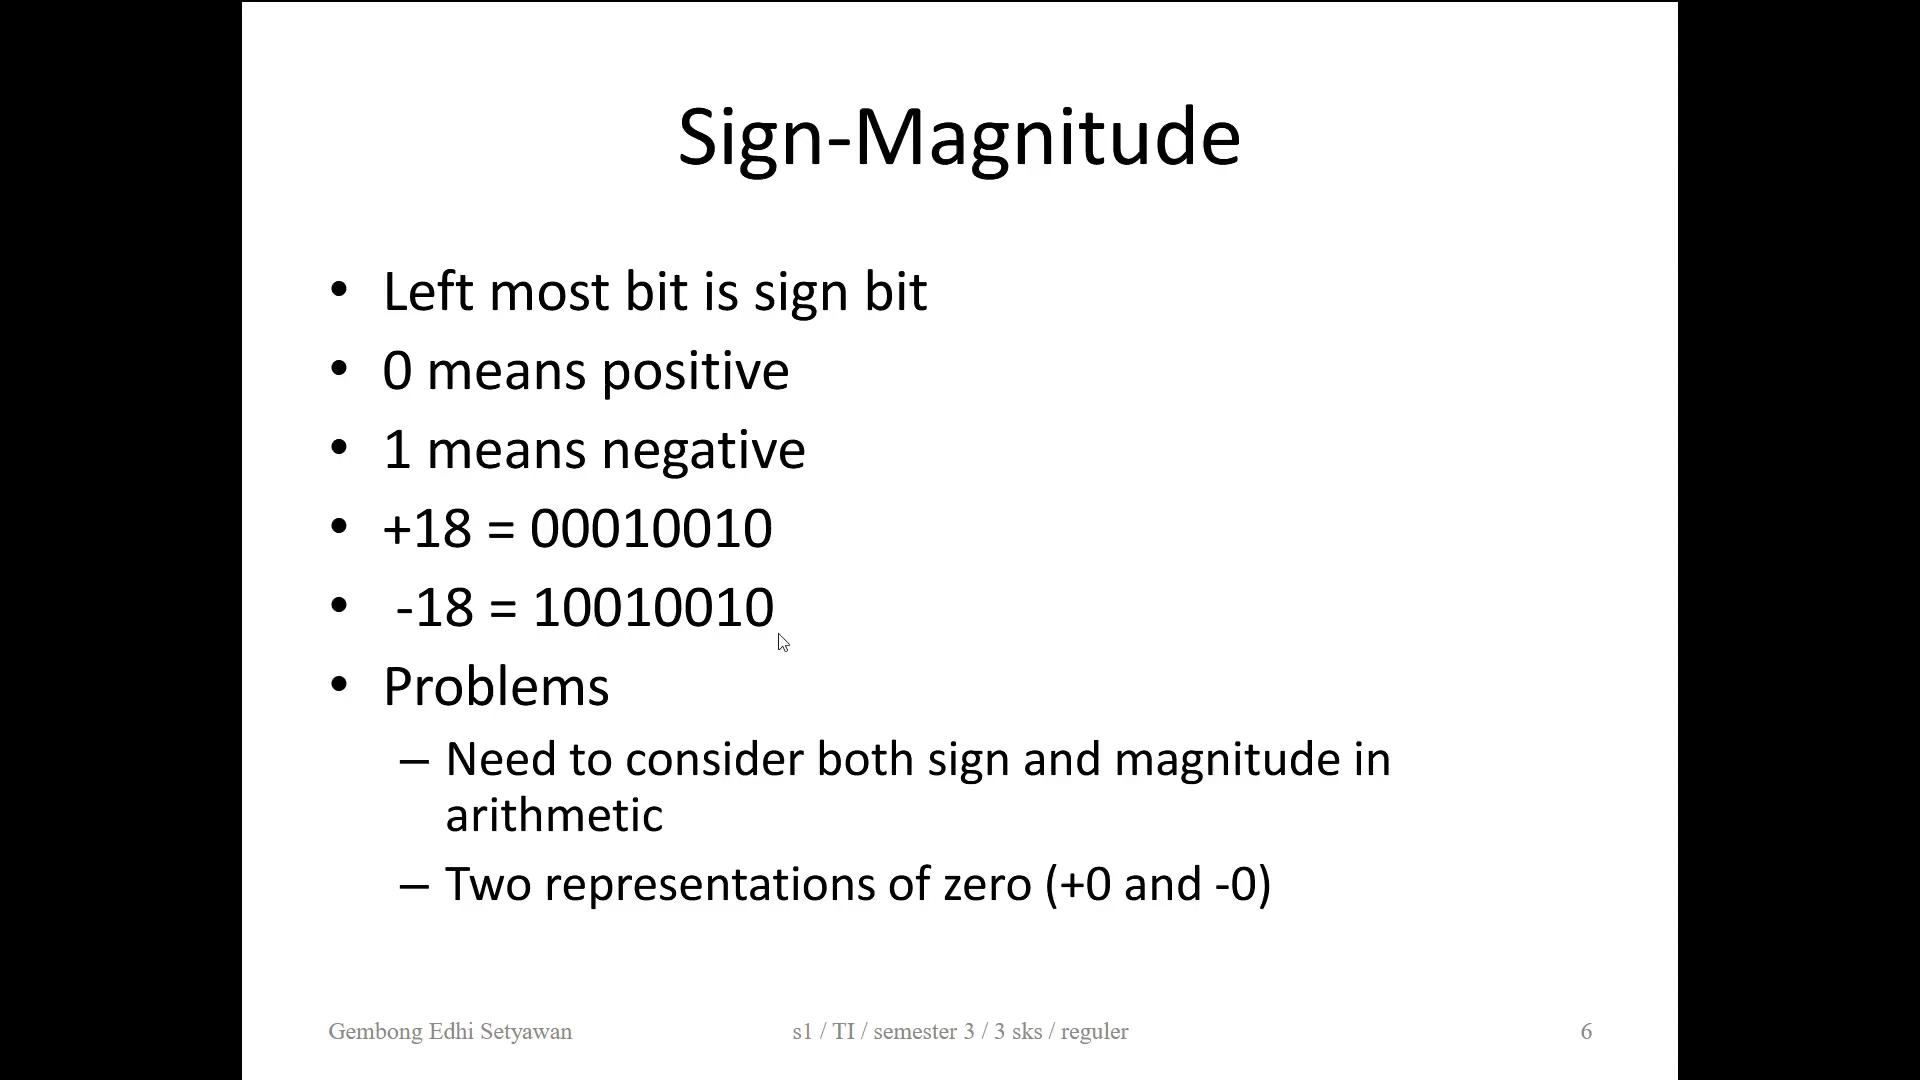 Sign-Magnitude
• Left most bit is sign bit
• 0 means positive
• 1 means negative
• +18 = 00010010
• -18 = 10010010
• Problems
– Need to consider both sign and magnitude in
arithmetic
– Two representations of zero (+0 and -0)
Gembong Edhi Setyawan s1 / TI / semester 3 / 3 sks / reguler 6